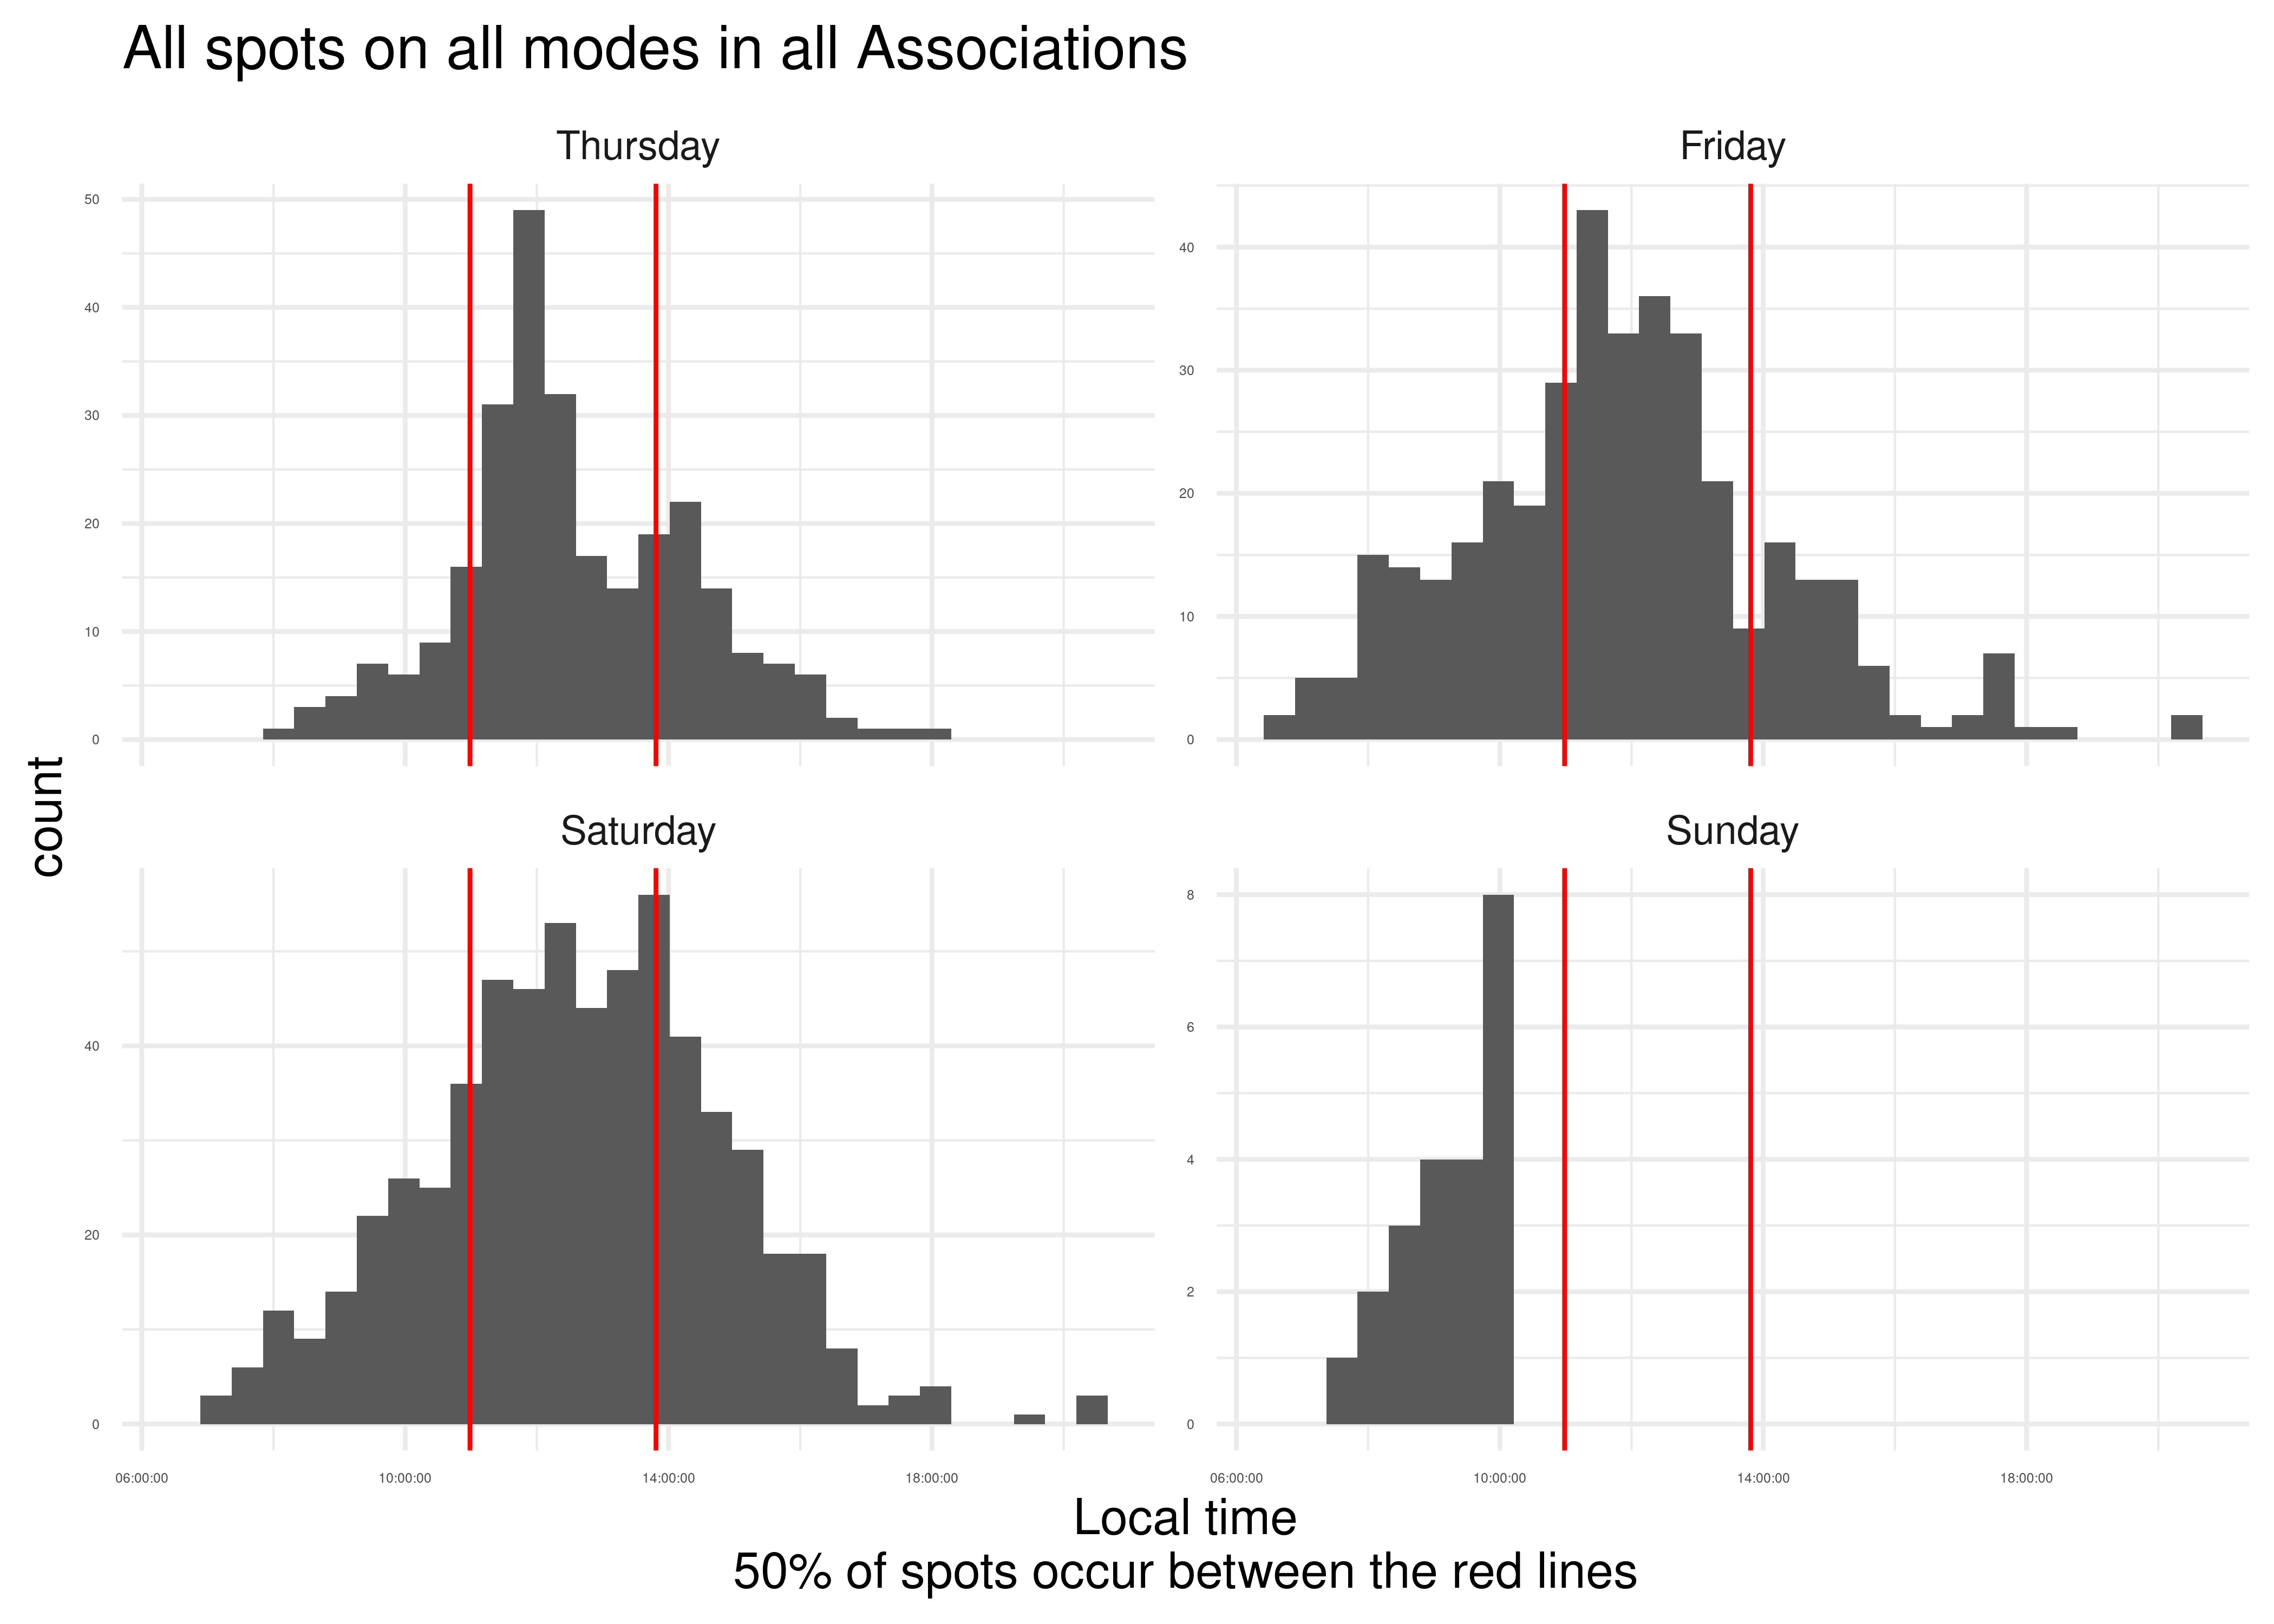 All spots on all modes in all Associations
Thursday
Friday
50
40
30
20
10
0
40
30
20
10
0
count
Saturday
Sunday
40
20
0
8
6
4
2
0
06:00:00 10:00:00 14:00:00 18:00:00
06:00:00 10:00:00 14:00:00 18:00:00
Local time
50% of spots occur between the red lines